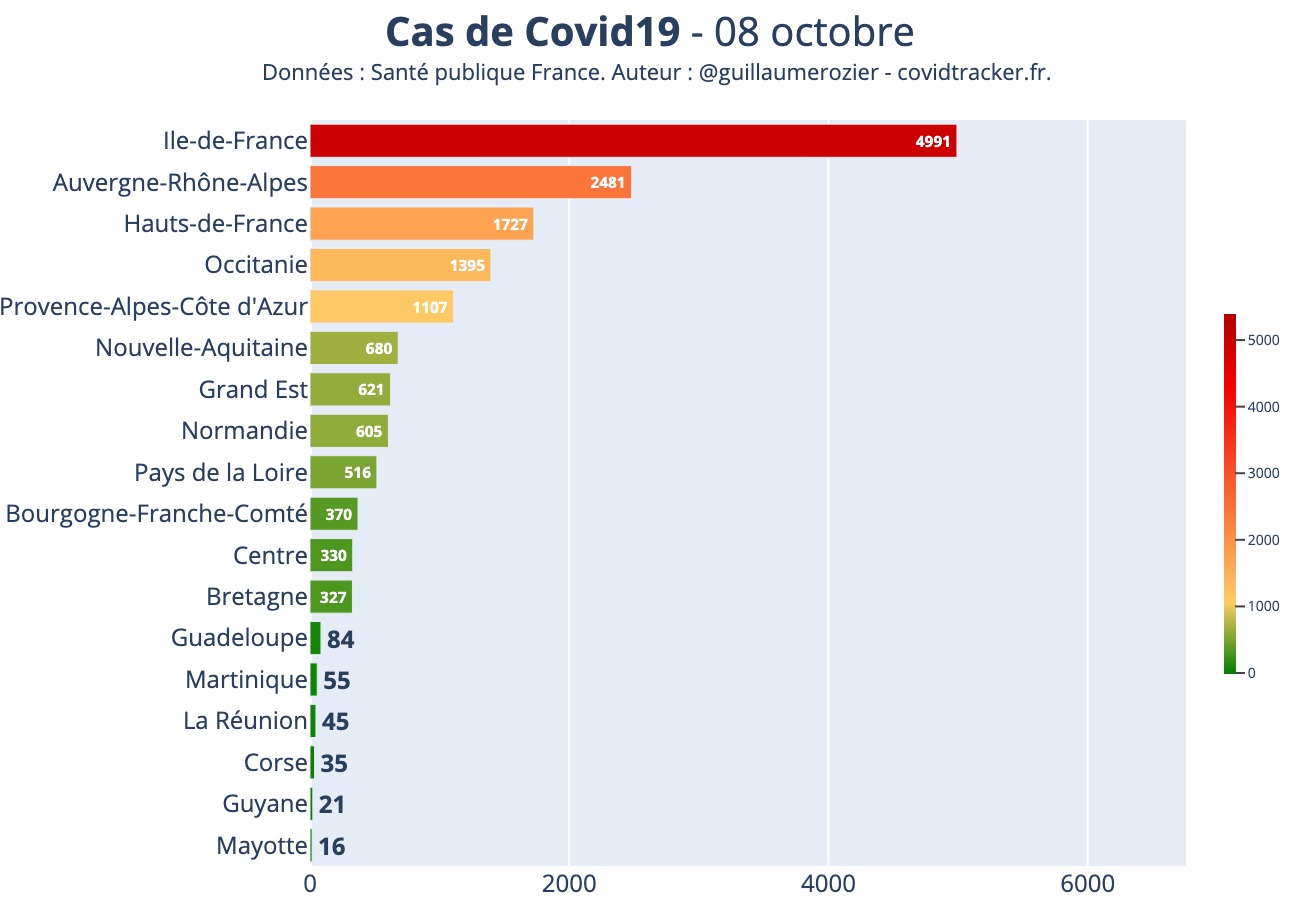 Cas de Covid19 - 08 octobre
Données : Santé publique France. Auteur : @guillaumerozier - covidtracker.fr.
Ile-de-France 4991
Auvergne-Rhône-Alpes 2481
Hauts-de-France 1727
Occitanie 1395
Provence-Alpes-Côte d'Azur 1107
Nouvelle-Aquitaine 680
Grand Est 621
Normandie 605
Pays de la Loire 516
Bourgogne-Franche-Comté 370
Centre 330
Bretagne 327
Guadeloupe 84
Martinique 55
La Réunion 45
Corse 35
Guyane 21
Mayotte 16
0 2000 4000 6000
5000
4000
3000
2000
1000
0